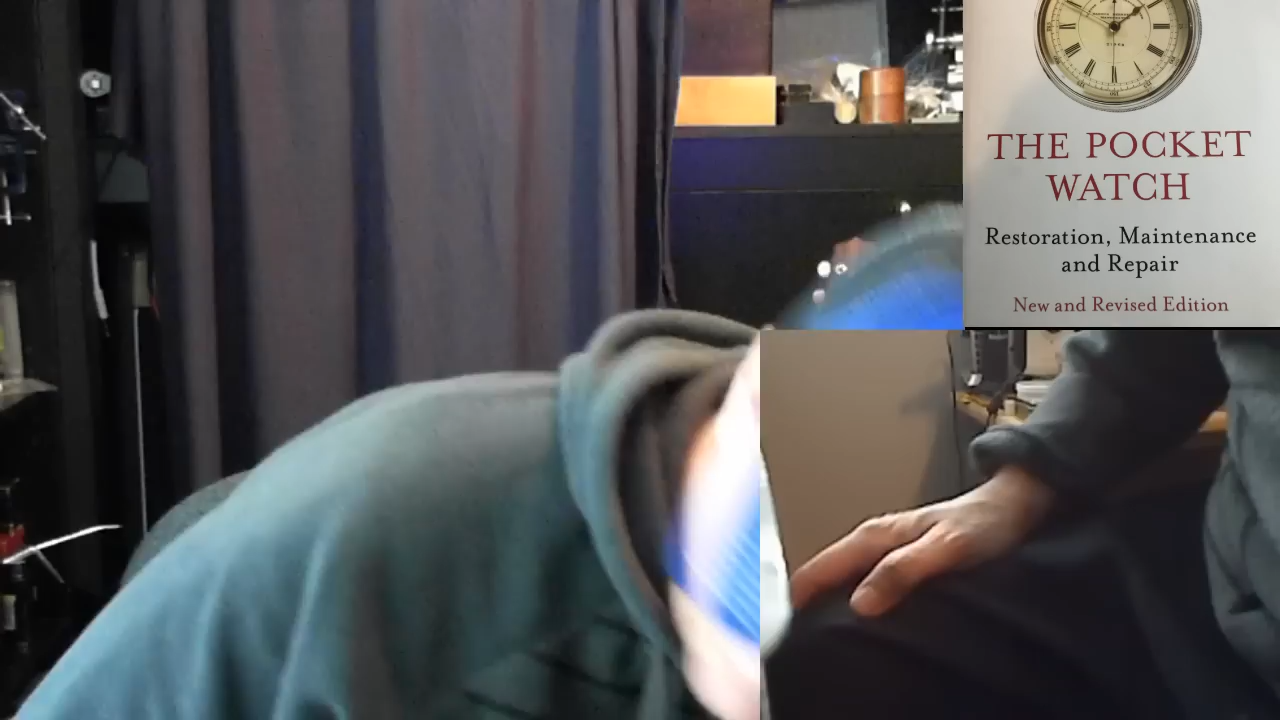 THE POCKET
WATCH
Restoration, Maintenance
and Repair
New and Revised Edition